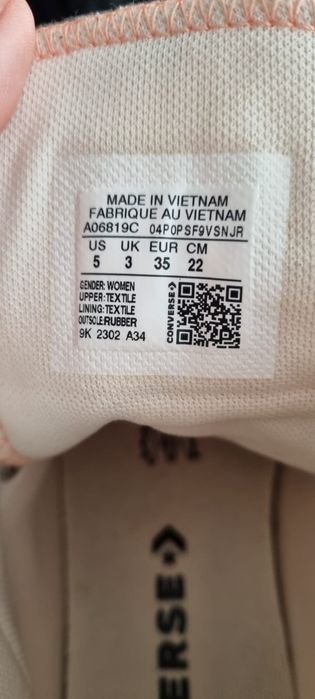 MADE IN VIETNAM
FABRIQUE AU VIETNAM
A06819C 04P0PSF9VSNJR
US UK EUR CM
5 3 35 22
GENDER: WOMEN
UPPER: TEXTILE
LINING: TEXTILE
OUTSOLE: RUBBER
9K 2302 A34
CONVERSE
ERSE